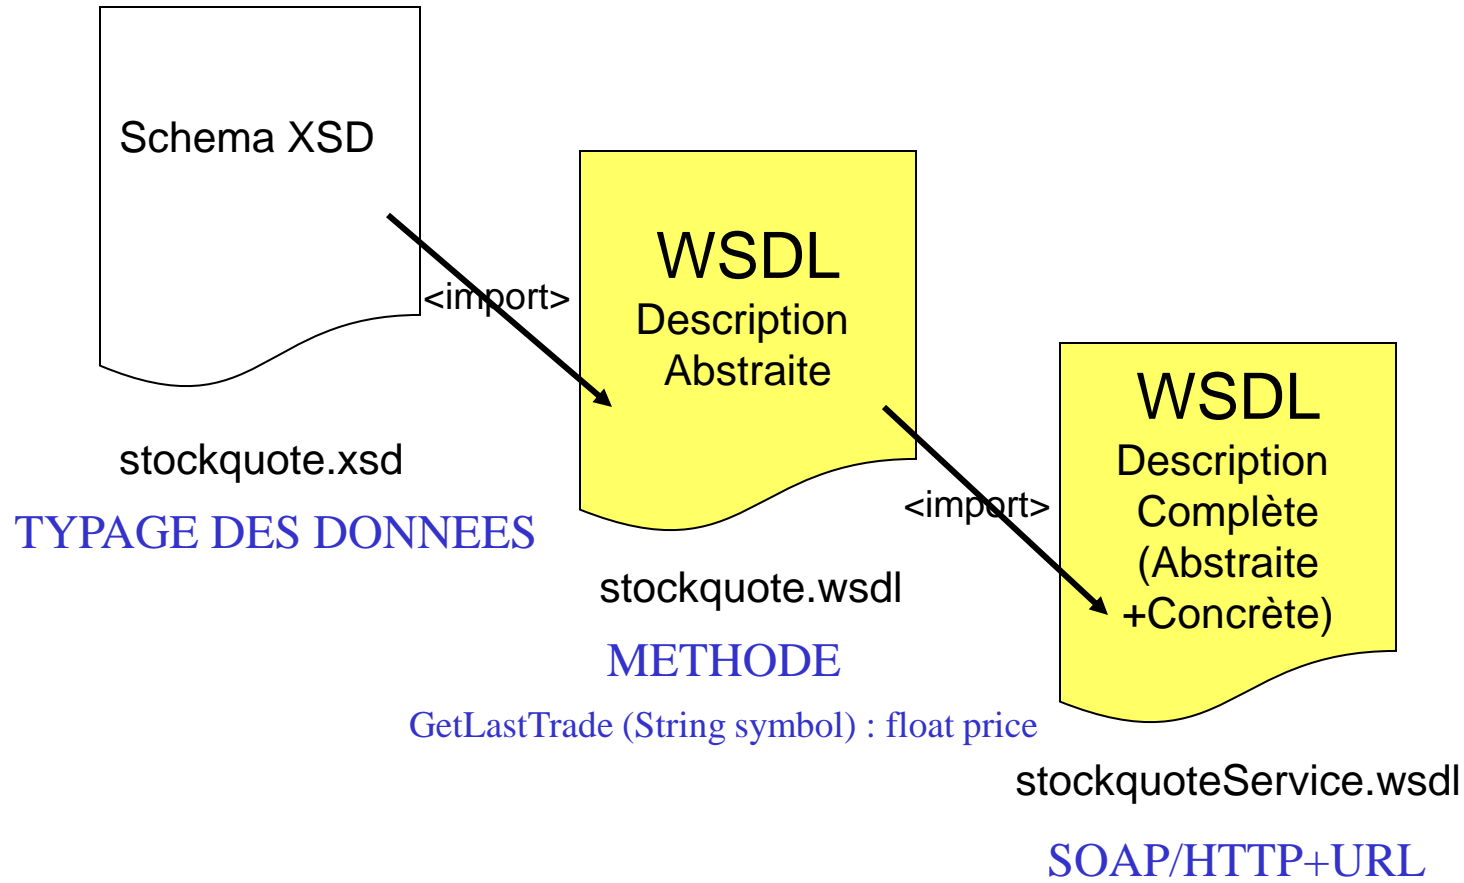 Schema XSD
<import>
stockquote.xsd
TYPAGE DES DONNEES
WSDL
Description
Abstraite
<import>
stockquote.wsdl
METHODE
GetLastTrade (String symbol) : float price
WSDL
Description
Complète
(Abstraite
+Concrète)
stockquoteService.wsdl
SOAP/HTTP+URL